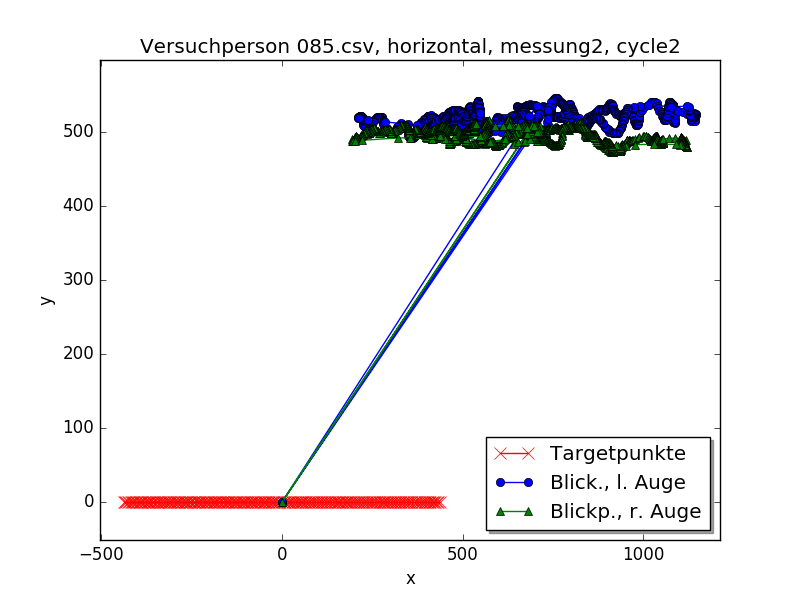 Versuchperson 085.csv, horizontal, messung2, cycle2
y
500
400
300
200
100
0
−500
0
500
1000
x
Targetpunkte
Blick., l. Auge
Blickp., r. Auge